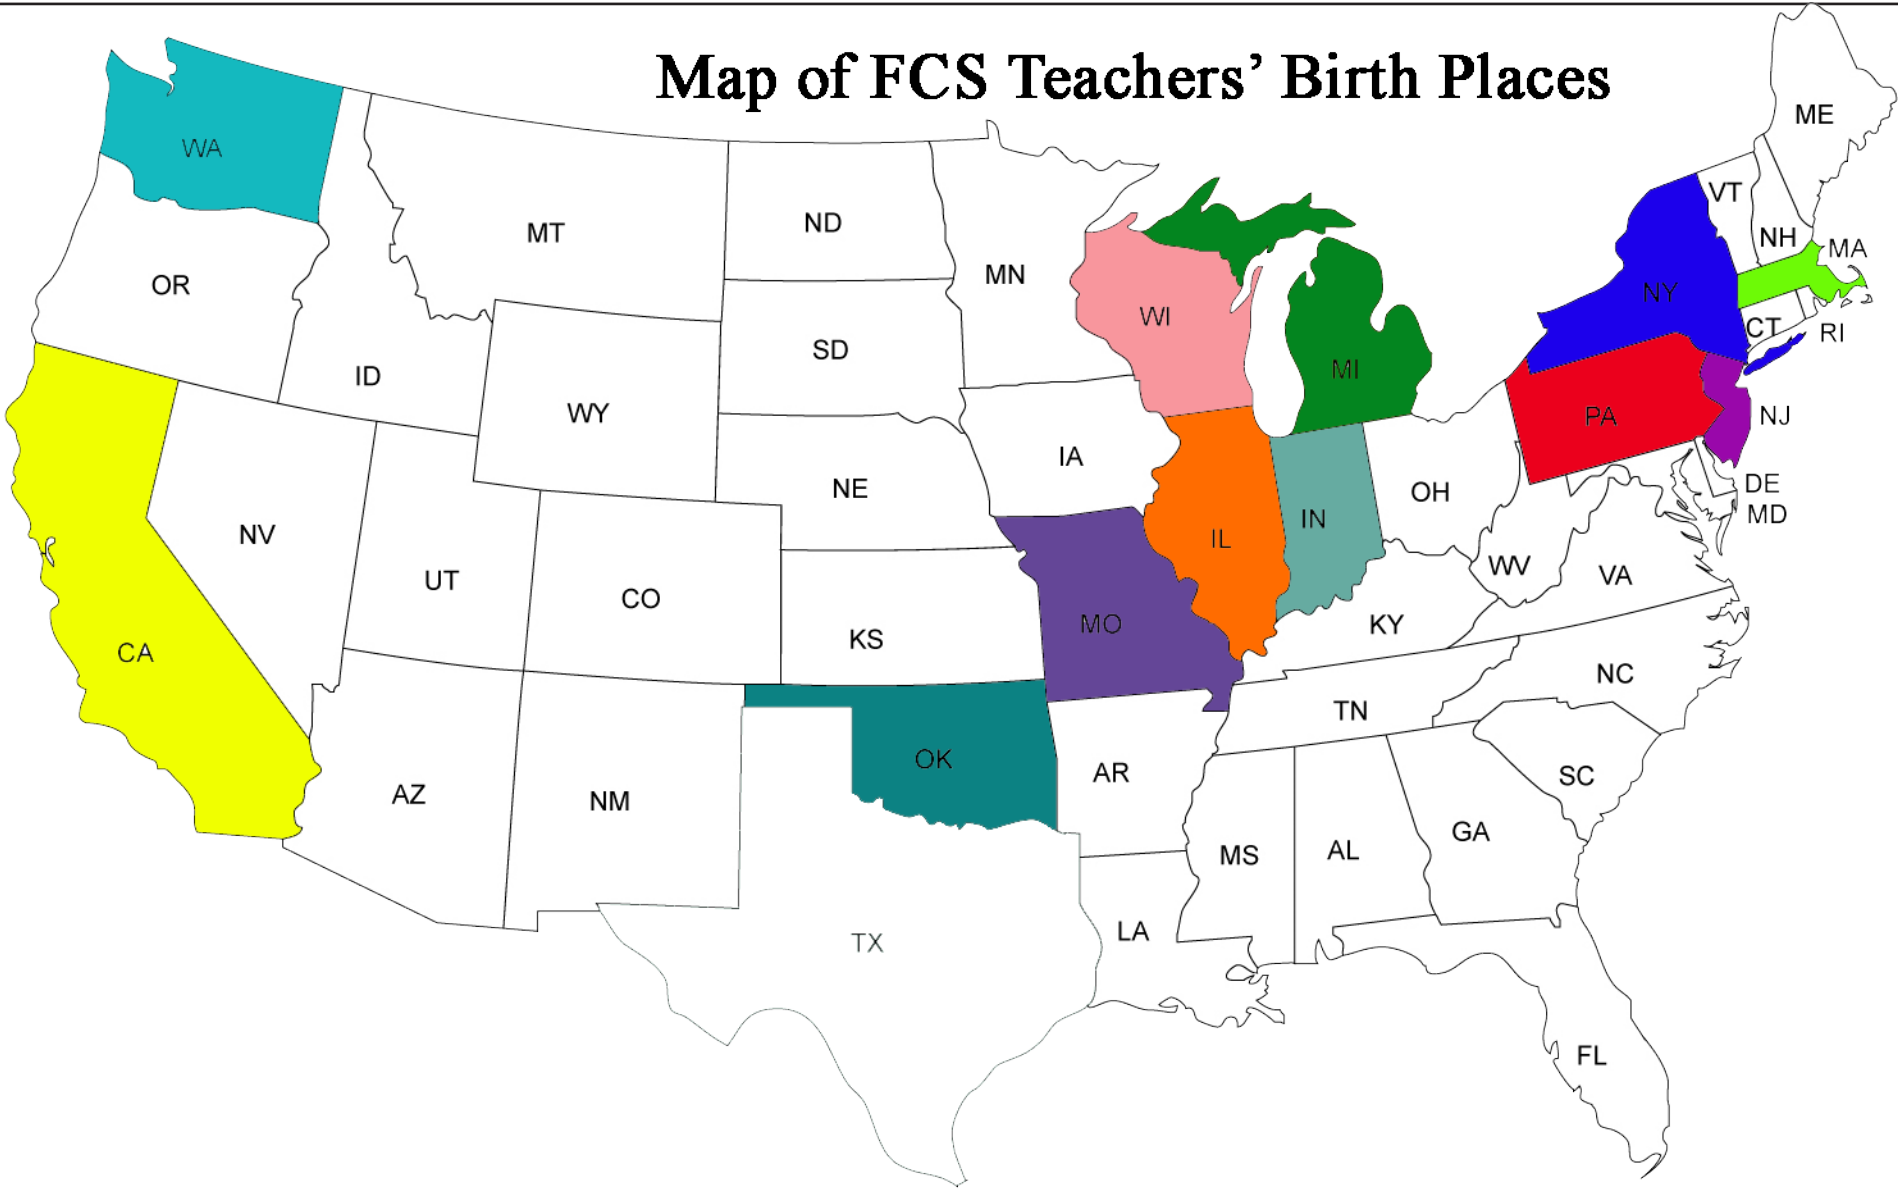 Map of FCS Teachers’ Birth Places
ME
WA
VT
MT
ND
NH
MA
MN
OR
NY
WI
CT
RI
SD
MI
ID
WY
PA
NJ
IA
NE
OH
DE
MD
IN
NV
IL
WV
VA
UT
CO
MO
KY
KS
CA
NC
TN
OK
AR
SC
AZ
NM
GA
AL
MS
LA
TX
FL